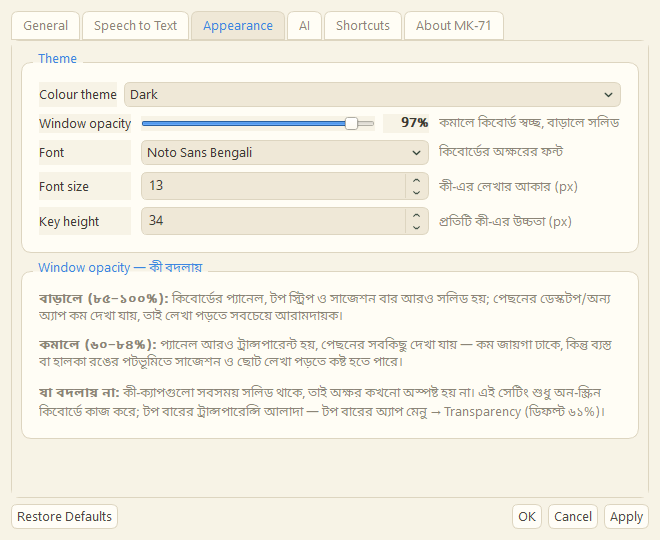 General
Speech to Text
Appearance
AI
Shortcuts
About MK-71
Theme
Colour theme
Dark
Window opacity
97%
কমালে কিবোর্ড স্বচ্ছ, বাড়ালে সলিড
Font
Noto Sans Bengali
কিবোর্ডের অক্ষরের ফন্ট
Font size
13
কী-এর লেখার আকার (px)
Key height
34
প্রতিটি কী-এর উচ্চতা (px)
Window opacity — কী বদলায়
বাড়ালে (৮৫–১০০%): কিবোর্ডের প্যানেল, টপ স্ট্রিপ ও সাজেশন বার আরও সলিড হয়; পেছনের ডেস্কটপ/অন্য
অ্যাপ কম দেখা যায়, তাই লেখা পড়তে সবচেয়ে আরামদায়ক।
কমালে (৬০–৮৪%): প্যানেল আরও ট্রান্সপারেন্ট হয়, পেছনের সবকিছু দেখা যায় — কম জায়গা ঢাকে, কিন্তু ব্যস্ত
বা হালকা রঙের পটভূমিতে সাজেশন ও ছোট লেখা পড়তে কষ্ট হতে পারে।
যা বদলায় না: কী-ক্যাপগুলো সবসময় সলিড থাকে, তাই অক্ষর কখনো অস্পষ্ট হয় না। এই সেটিং শুধু অন-স্ক্রিন
কিবোর্ডে কাজ করে; টপ বারের ট্রান্সপারেন্সি আলাদা — টপ বারের অ্যাপ মেনু → Transparency (ডিফল্ট ৬১%)।
Restore Defaults
OK
Cancel
Apply